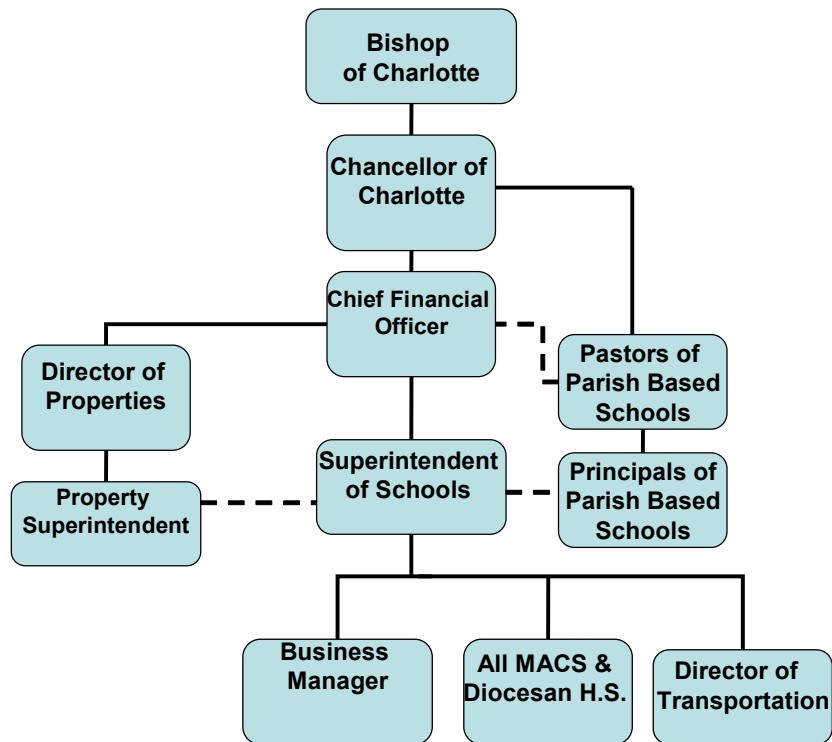 Bishop
of Charlotte
Chancellor of
Charlotte
Chief Financial
Officer
Director of
Properties
Pastors of
Parish Based
Schools
Superintendent
of Schools
Principals of
Parish Based
Schools
Property
Superintendent
Business
Manager
All MACS &
Diocesan H.S.
Director of
Transportation